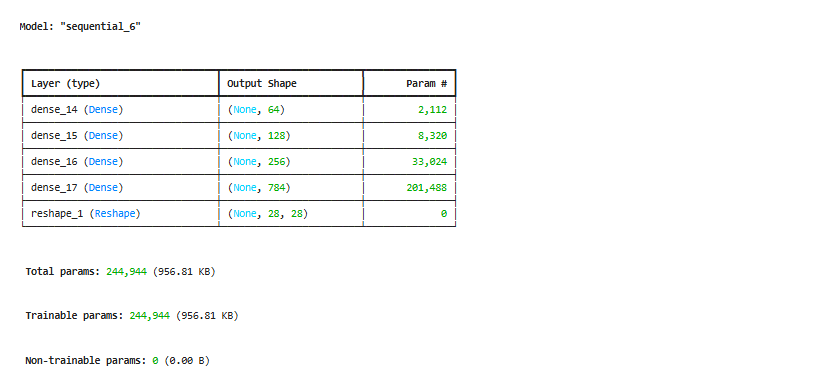 Model: "sequential_6"
Layer (type) Output Shape Param #
dense_14 (Dense) (None, 64) 2,112
dense_15 (Dense) (None, 128) 8,320
dense_16 (Dense) (None, 256) 33,024
dense_17 (Dense) (None, 784) 201,488
reshape_1 (Reshape) (None, 28, 28) 0
Total params: 244,944 (956.81 KB)
Trainable params: 244,944 (956.81 KB)
Non-trainable params: 0 (0.00 B)